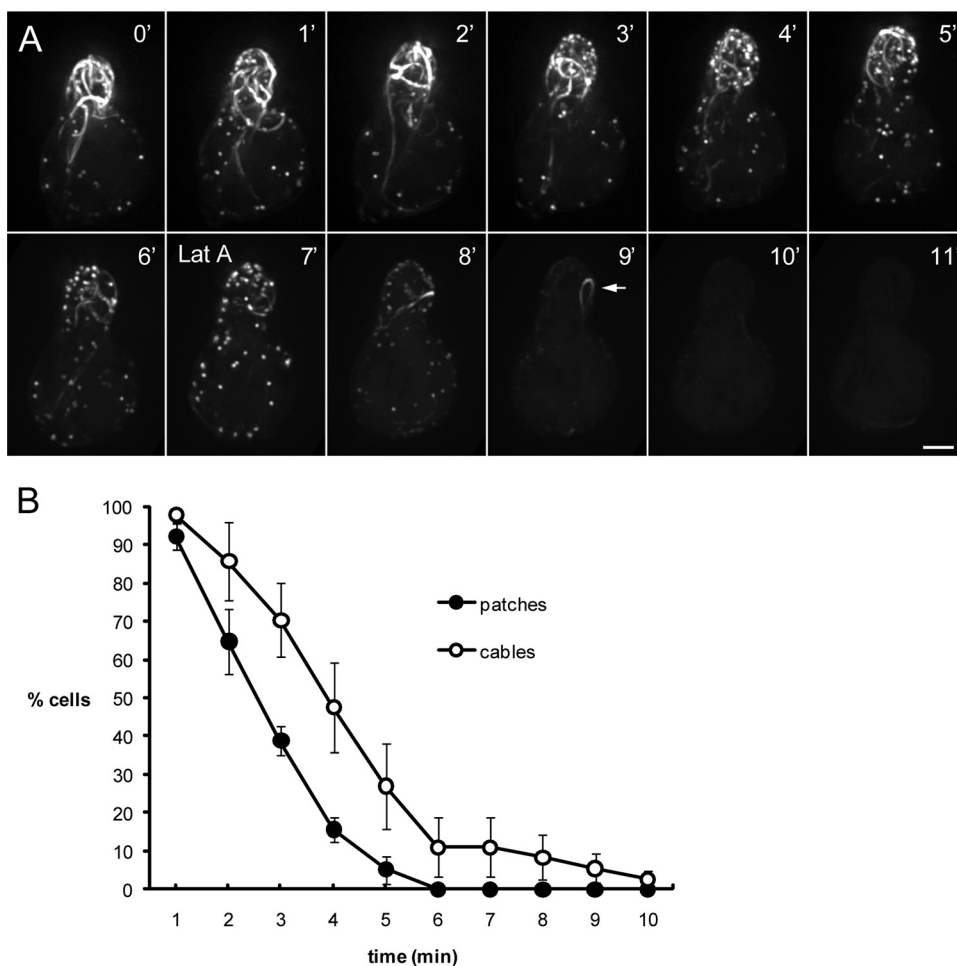 A
0’ 1’ 2’ 3’ 4’ 5’
6’ Lat A 7’ 8’ 9’ 10’ 11’
B
100
90
80
70
60
50
40
30
20
10
0
% cells
patches
cables
1 2 3 4 5 6 7 8 9 10
time (min)